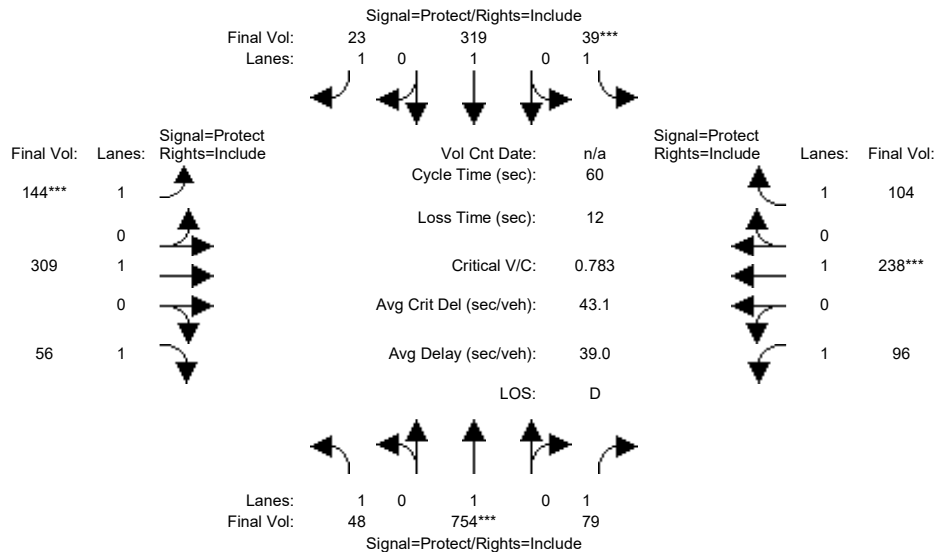 Signal=Protect/Rights=Include
Final Vol: 23 319 39***
Lanes: 1 0 1 0 1
Signal=Protect
Final Vol: Lanes: Rights=Include
Vol Cnt Date: n/a
Signal=Protect
Rights=Include Lanes: Final Vol:
Cycle Time (sec): 60
144*** 1
1 104
Loss Time (sec): 12
0
0
309 1
Critical V/C: 0.783
1 238***
0
Avg Crit Del (sec/veh): 43.1
0
56 1
Avg Delay (sec/veh): 39.0
1 96
LOS: D
Lanes: 1 0 1 0 1
Final Vol: 48 754*** 79
Signal=Protect/Rights=Include